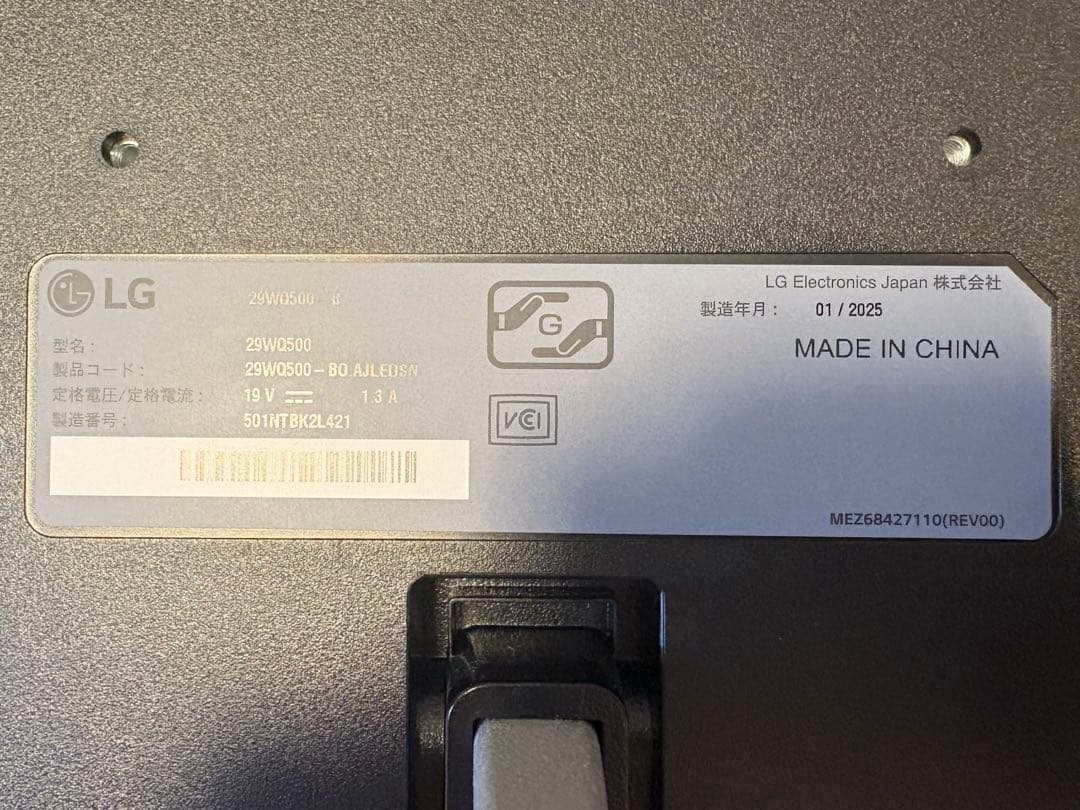 LG
29WQ500-B
型名： 29WQ500
製品コード： 29WQ500-BO AJLEDSN
定格電圧/定格電流： 19 V 1.3 A
製造番号： 501NTBK2L421
G
VCI
LG Electronics Japan 株式会社
製造年月： 01 / 2025
MADE IN CHINA
MEZ68427110(REV00)